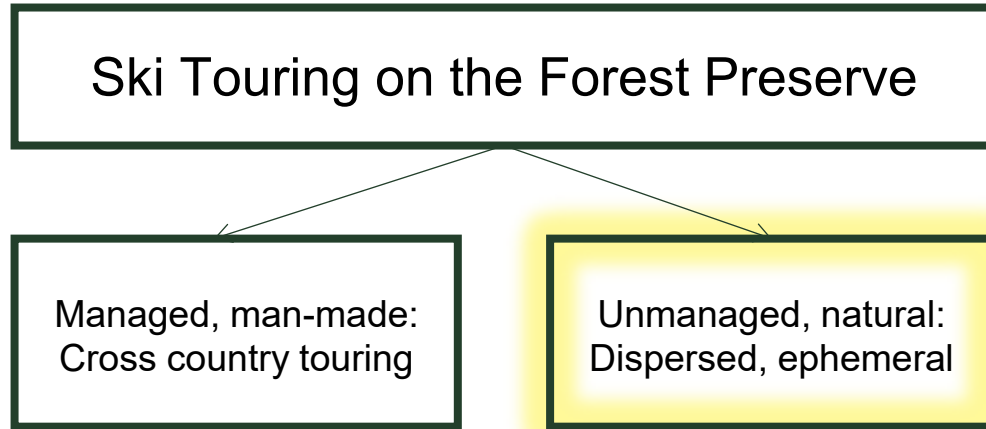 Ski Touring on the Forest Preserve
Managed, man-made:
Cross country touring
Unmanaged, natural:
Dispersed, ephemeral